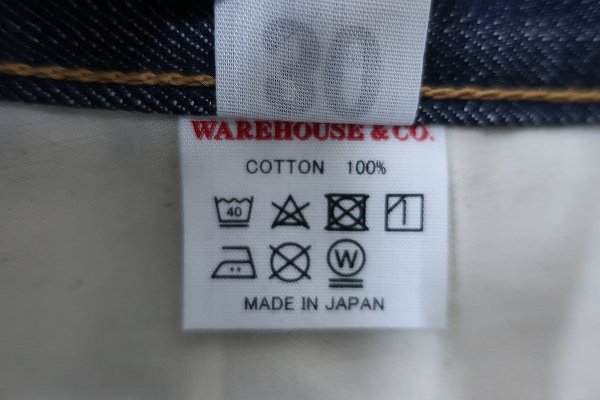 30
WAREHOUSE & CO.
COTTON 100%
40
W
MADE IN JAPAN